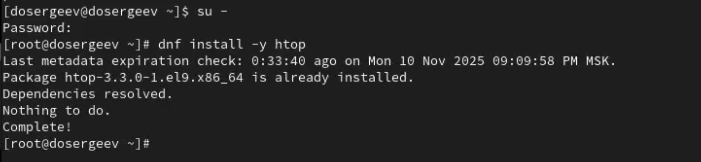 [dosergeev@dosergeev ~]$ su -
Password:
[root@dosergeev ~]# dnf install -y htop
Last metadata expiration check: 0:33:40 ago on Mon 10 Nov 2025 09:09:58 PM MSK.
Package htop-3.3.0-1.el9.x86_64 is already installed.
Dependencies resolved.
Nothing to do.
Complete!
[root@dosergeev ~]#